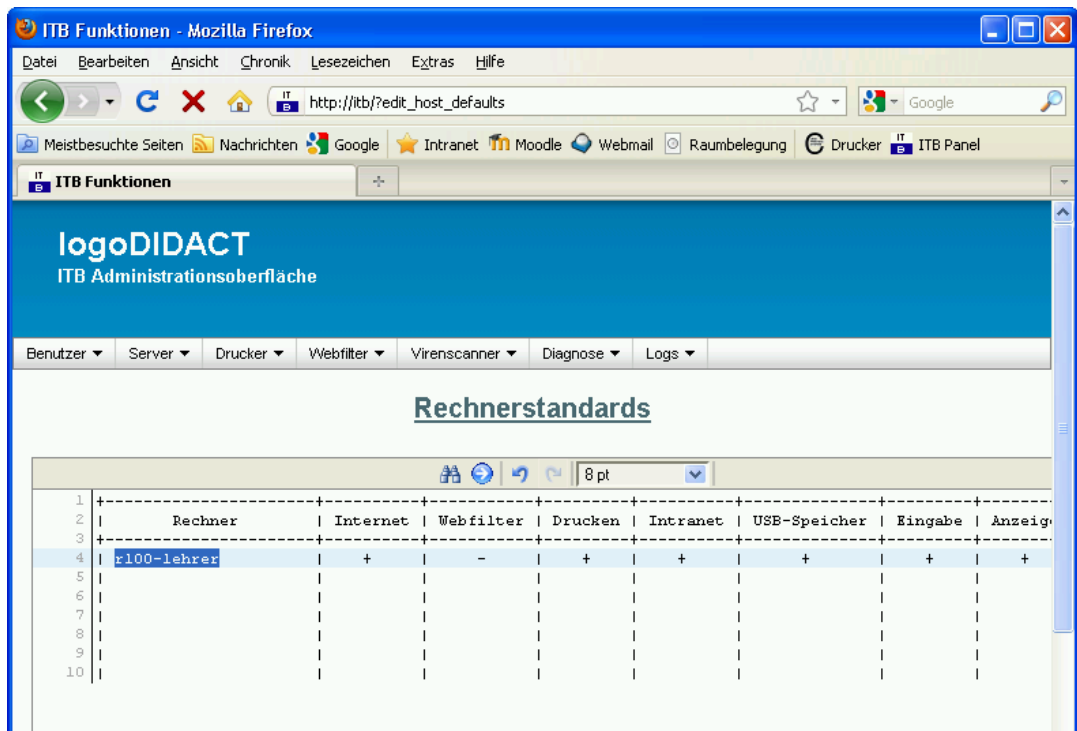 ITB Funktionen - Mozilla Firefox
Datei Bearbeiten Ansicht Chronik Lesezeichen Extras Hilfe
IT B http://itb/?edit_host_defaults Google
Meistbesuchte Seiten Nachrichten Google Intranet Moodle Webmail Raumbelegung Drucker IT B ITB Panel
IT B ITB Funktionen
logoDIDACT
ITB Administrationsoberfläche
Benutzer Server Drucker Webfilter Virenscanner Diagnose Logs
Rechnerstandards
8 pt
1 +----------------------+----------+-----------+---------+----------+--------------+---------+-------
2 | Rechner | Internet | Webfilter | Drucken | Intranet | USB-Speicher | Eingabe | Anzeig
3 +----------------------+----------+-----------+---------+----------+--------------+---------+-------
4 | r100-lehrer | + | - | + | + | + | + | +
5 | | | | | | | |
6 | | | | | | | |
7 | | | | | | | |
8 | | | | | | | |
9 | | | | | | | |
10 | | | | | | | |